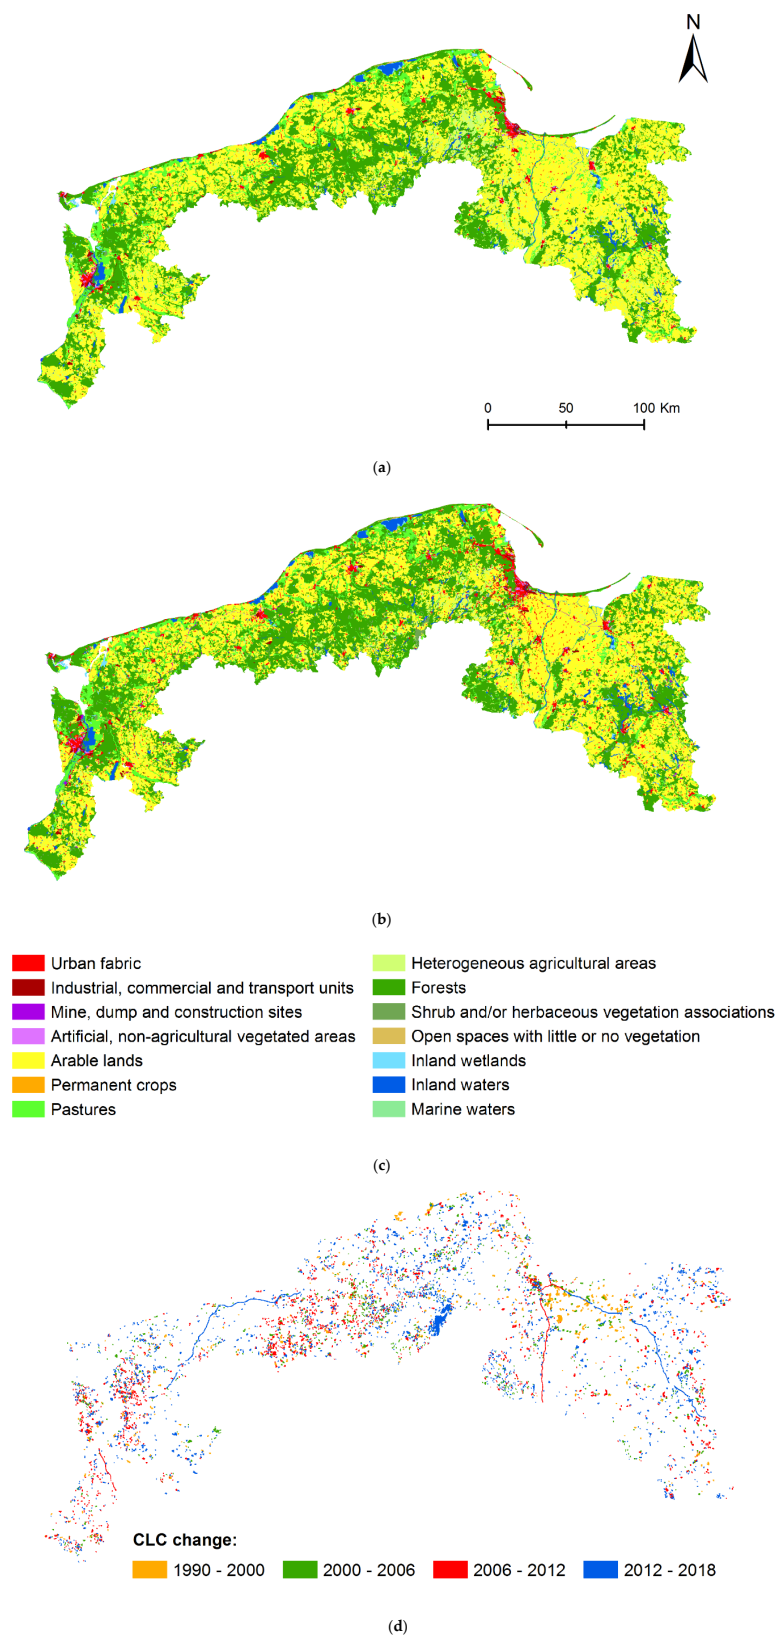 N
0 50 100 Km
(a)
(b)
Urban fabric
Industrial, commercial and transport units
Mine, dump and construction sites
Artificial, non-agricultural vegetated areas
Arable lands
Permanent crops
Pastures
Heterogeneous agricultural areas
Forests
Shrub and/or herbaceous vegetation associations
Open spaces with little or no vegetation
Inland wetlands
Inland waters
Marine waters
(c)
CLC change:
1990 - 2000
2000 - 2006
2006 - 2012
2012 - 2018
(d)